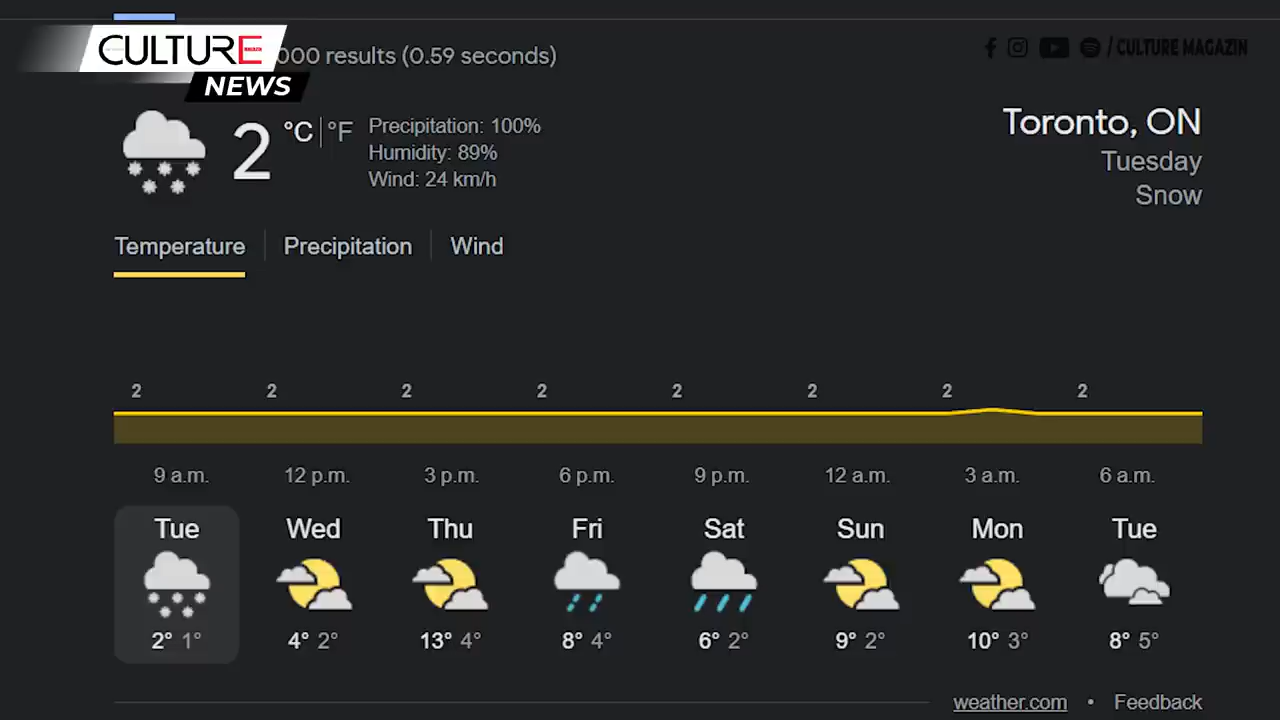 CULTURE
NEWS
000 results (0.59 seconds)
/ CULTURE MAGAZIN
2 °C | °F
Precipitation: 100%
Humidity: 89%
Wind: 24 km/h
Toronto, ON
Tuesday
Snow
Temperature Precipitation Wind
2 2 2 2 2 2 2 2
9 a.m. 12 p.m. 3 p.m. 6 p.m. 9 p.m. 12 a.m. 3 a.m. 6 a.m.
Tue Wed Thu Fri Sat Sun Mon Tue
2° 1° 4° 2° 13° 4° 8° 4° 6° 2° 9° 2° 10° 3° 8° 5°
weather.com • Feedback